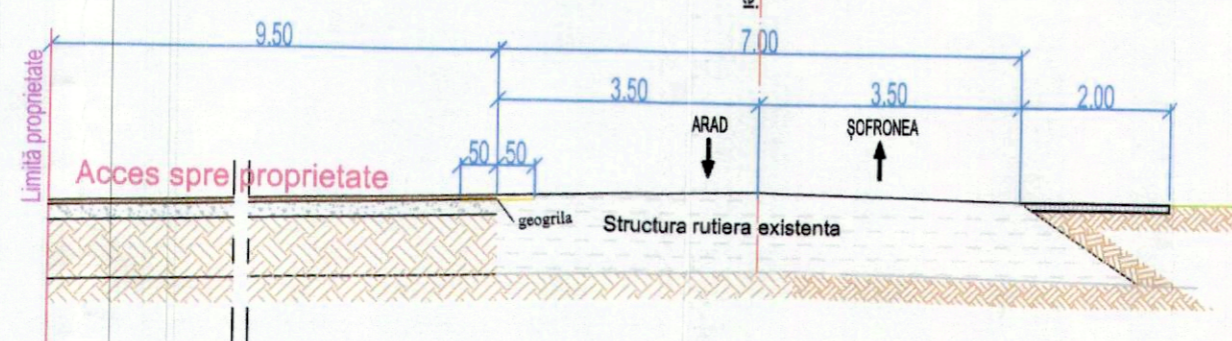 9.50
7.00
3.50
3.50
2.00
ARAD
ȘOFRONEA
50
50
Limită proprietate
Acces spre proprietate
geogrila
Structura rutiera existenta